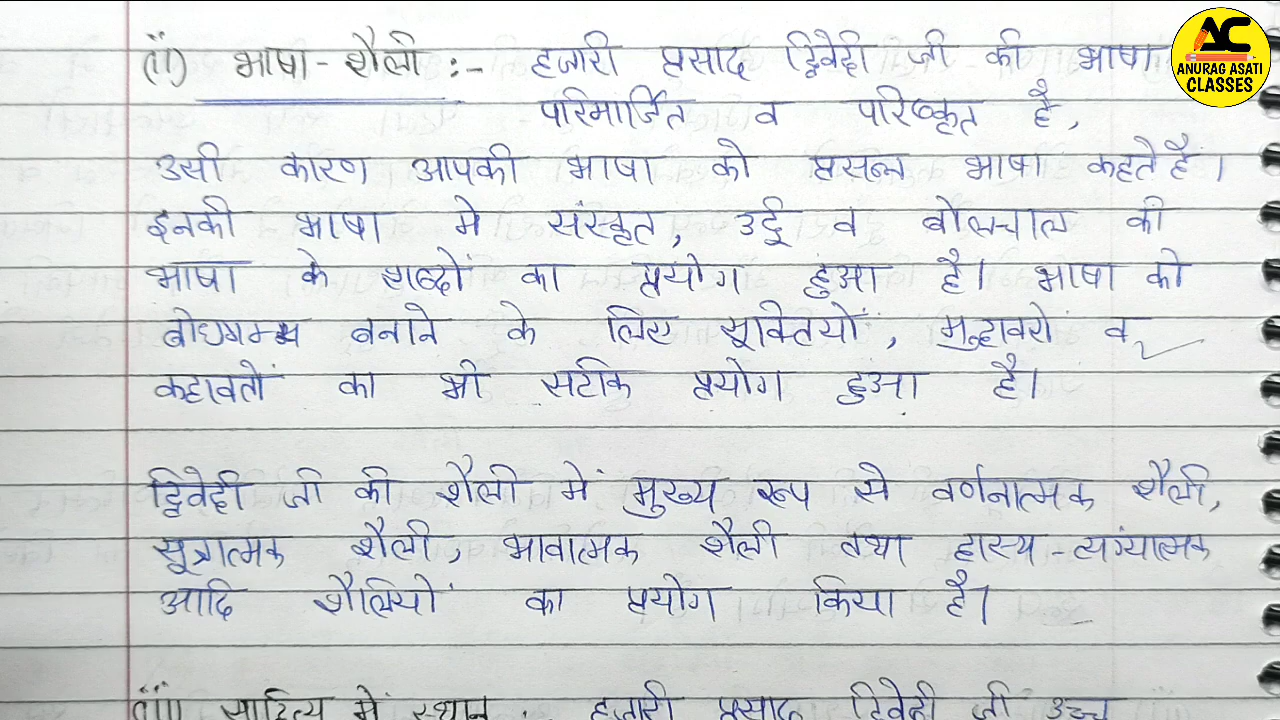 (ii) भाषा - शैली :- हजारी प्रसाद द्विवेदी जी की भाषा
परिमार्जित व परिष्कृत है,
उसी कारण आपकी भाषा को प्रसन्न भाषा कहते है।
इनकी भाषा मे संस्कृत, उर्दू व बोलचाल की
भाषा के शब्दों का प्रयोग हुआ है। भाषा को
बोधगम्य बनाने के लिए सूक्तियों, मुहावरों व
कहावतों का भी सटीक प्रयोग हुआ है।
द्विवेदी जी की शैली में मुख्य रूप से वर्णनात्मक शैली,
सूत्रात्मक शैली, भावात्मक शैली तथा हास्य-व्यंग्यात्मक
आदि शैलियों का प्रयोग किया है।
(iii) साहित्य में स्थान : हजारी प्रसाद द्विवेदी जी उच्च
AC
ANURAG ASATI
CLASSES